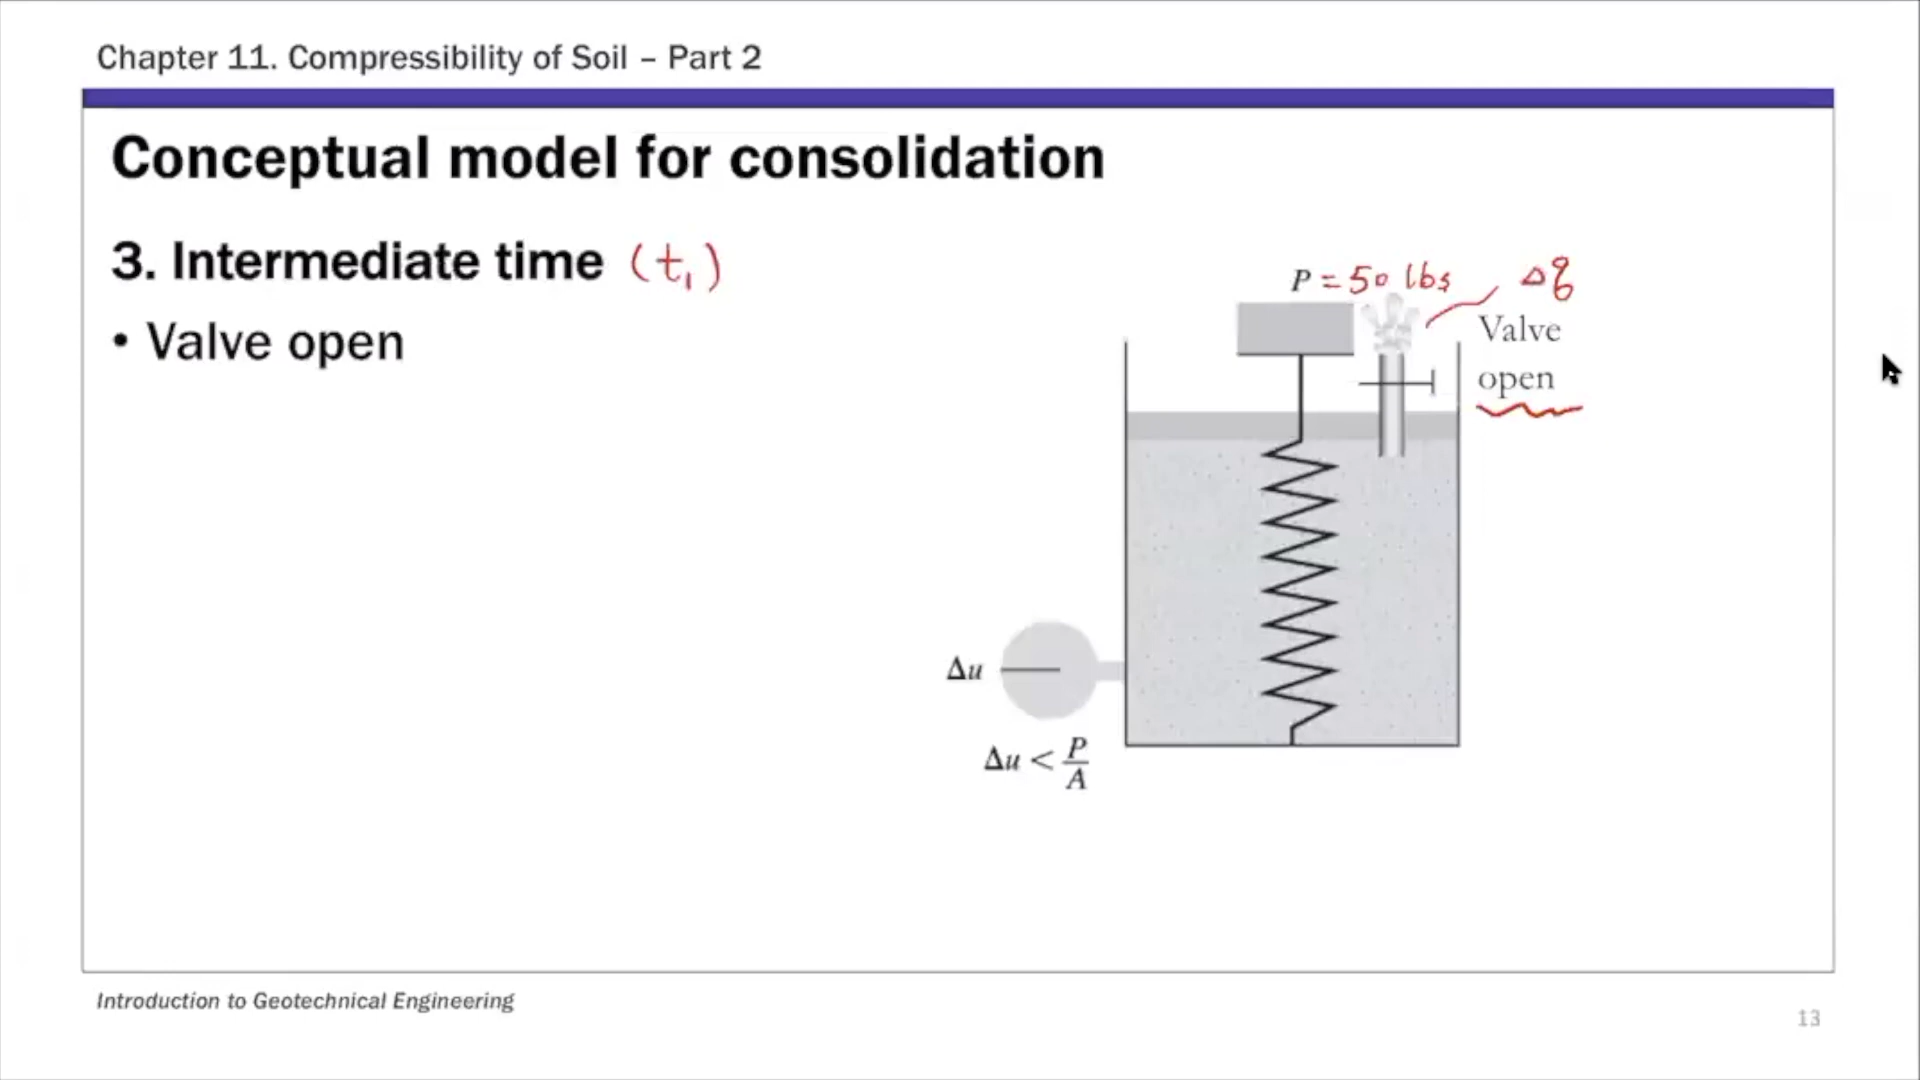 Chapter 11. Compressibility of Soil – Part 2
Conceptual model for consolidation
3. Intermediate time (t₁)
• Valve open
P = 50 lbs
Δq
Valve
open
Δu
Δu < P/A
Introduction to Geotechnical Engineering
13